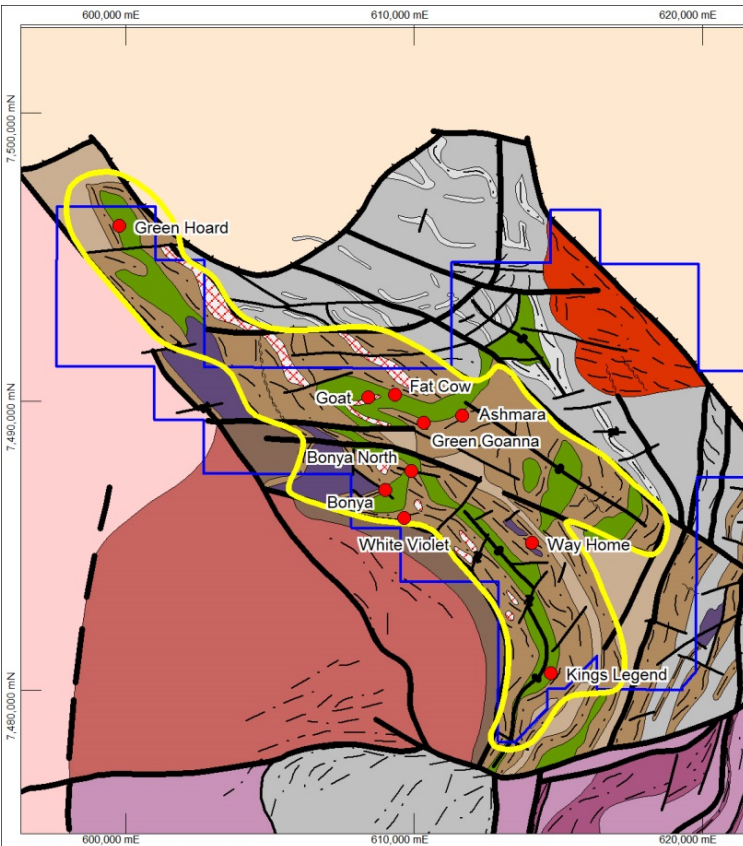 600,000 mE
610,000 mE
620,000 mE
7,500,000 mN
Green Hoard
7,490,000 mN
Fat Cow
Goat
Ashmara
Green Goanna
Bonya North
Bonya
White Violet
Way Home
Kings Legend
7,480,000 mN
600,000 mE
610,000 mE
620,000 mE